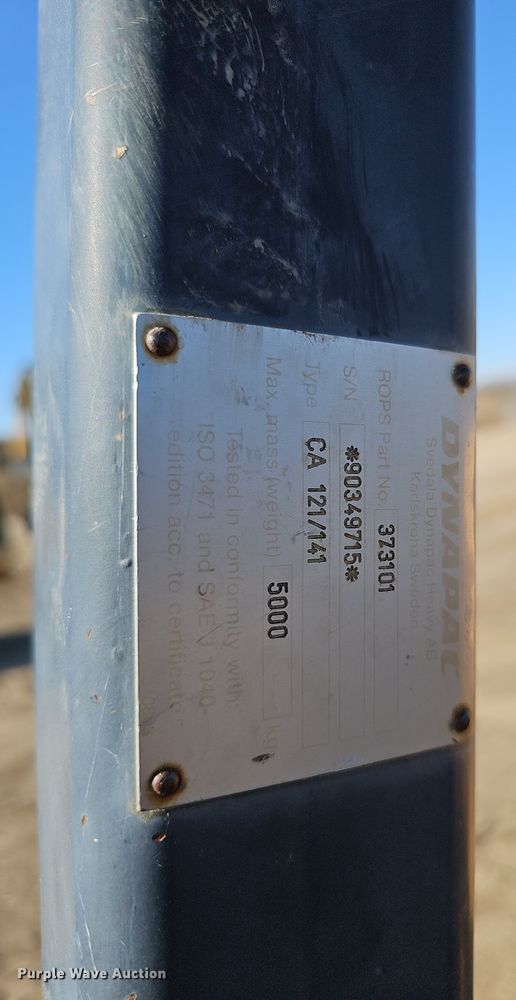 DYNAPAC
Svedala Dynapac Heavy AB
Karlskrona Sweden
ROPS Part No. 373101
S/N *90349715*
Type CA 121/141
Max. mass (weight) 5000 kg
Tested in conformity with:
ISO 3471 and SAE J 1040-
edition acc. to certificate
Purple Wave Auction